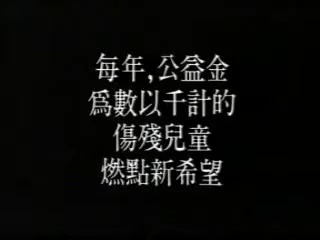 每年,公益金
爲數以千計的
傷殘兒童
燃點新希望